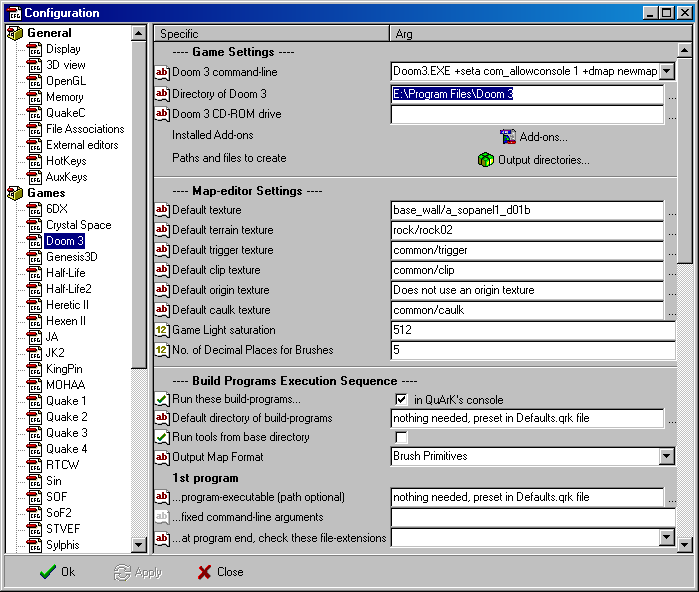 Configuration
General
Display
3D view
OpenGL
Memory
QuakeC
File Associations
External editors
HotKeys
AuxKeys
Games
6DX
Crystal Space
Doom 3
Genesis3D
Half-Life
Half-Life2
Heretic II
Hexen II
JA
JK2
KingPin
MOHAA
Quake 1
Quake 2
Quake 3
Quake 4
RTCW
Sin
SOF
SoF2
STVEF
Sylphis
Specific Arg
---- Game Settings ----
Doom 3 command-line Doom3.EXE +seta com_allowconsole 1 +dmap newmap
Directory of Doom 3 E:\Program Files\Doom 3 ...
Doom 3 CD-ROM drive ...
Installed Add-ons Add-ons...
Paths and files to create Output directories...
---- Map-editor Settings ----
Default texture base_wall/a_sopanel1_d01b ...
Default terrain texture rock/rock02 ...
Default trigger texture common/trigger ...
Default clip texture common/clip ...
Default origin texture Does not use an origin texture ...
Default caulk texture common/caulk ...
12 Game Light saturation 512
12 No. of Decimal Places for Brushes 5
---- Build Programs Execution Sequence ----
Run these build-programs... in QuArK's console
Default directory of build-programs nothing needed, preset in Defaults.qrk file ...
Run tools from base directory
Output Map Format Brush Primitives
1st program
...program-executable (path optional) nothing needed, preset in Defaults.qrk file ...
...fixed command-line arguments
...at program end, check these file-extensions
Ok Apply Close